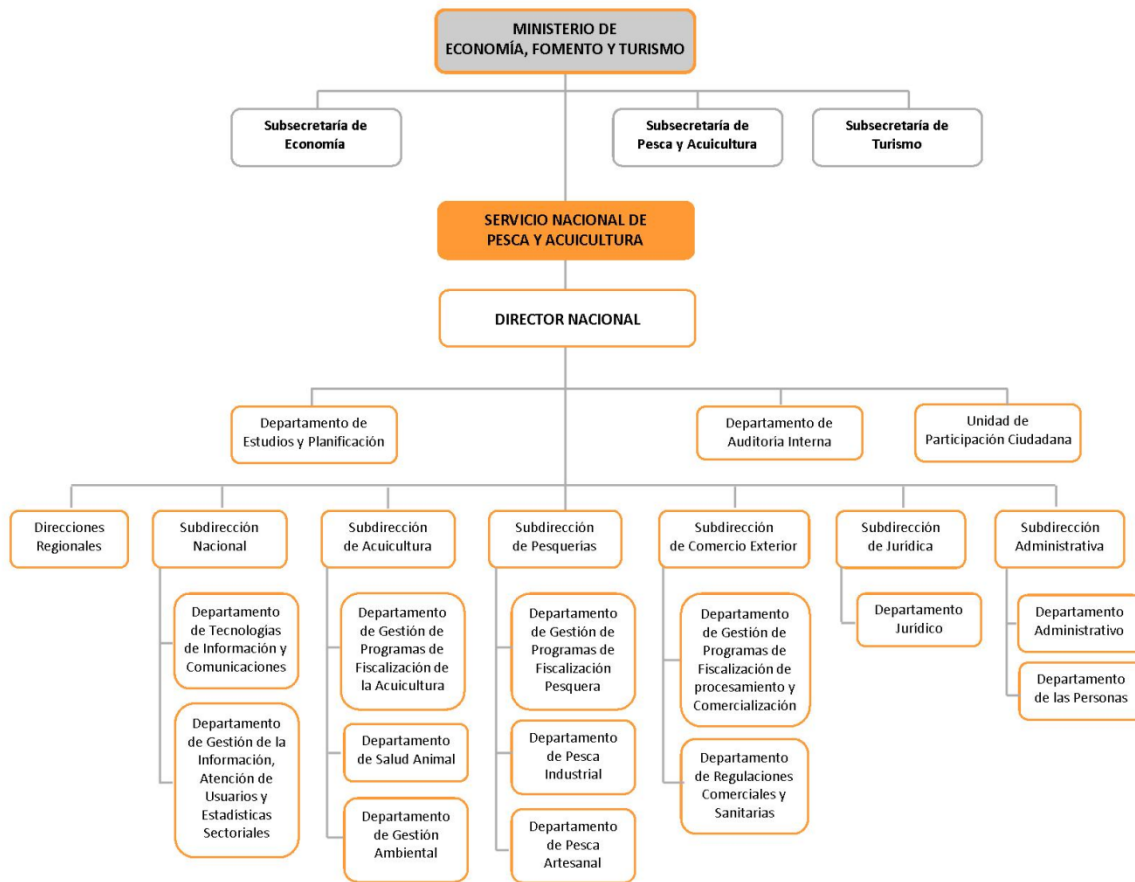 MINISTERIO DE
ECONOMÍA, FOMENTO Y TURISMO
Subsecretaría de
Economía
Subsecretaría de
Pesca y Acuicultura
Subsecretaría de
Turismo
SERVICIO NACIONAL DE
PESCA Y ACUICULTURA
DIRECTOR NACIONAL
Departamento de
Estudios y Planificación
Departamento de
Auditoría Interna
Unidad de
Participación Ciudadana
Direcciones
Regionales
Subdirección
Nacional
Subdirección
de Acuicultura
Subdirección
de Pesquerías
Subdirección
de Comercio Exterior
Subdirección
de Jurídica
Subdirección
Administrativa
Departamento
de Tecnologías
de Información y
Comunicaciones
Departamento
de Gestión de la
Información,
Atención de
Usuarios y
Estadísticas
Sectoriales
Departamento
de Gestión de
Programas de
Fiscalización de
la Acuicultura
Departamento
de Salud Animal
Departamento
de Gestión
Ambiental
Departamento
de Gestión de
Programas de
Fiscalización
Pesquera
Departamento
de Pesca
Industrial
Departamento
de Pesca
Artesanal
Departamento
de Gestión de
Programas de
Fiscalización de
procesamiento y
Comercialización
Departamento
de Regulaciones
Comerciales y
Sanitarias
Departamento
Jurídico
Departamento
Administrativo
Departamento
de las Personas